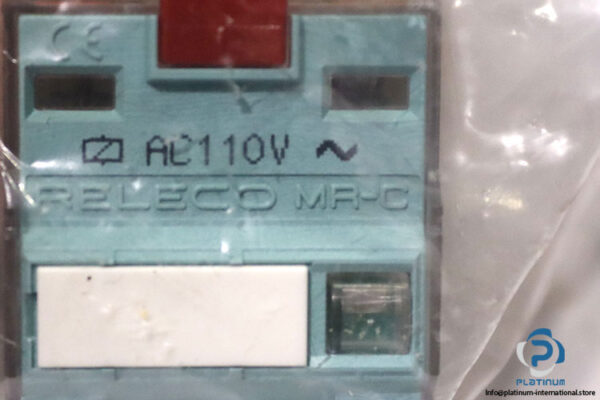 CE
AC110V ~
RELECO MR-C
PLATINUM
Info@platinum-international.store